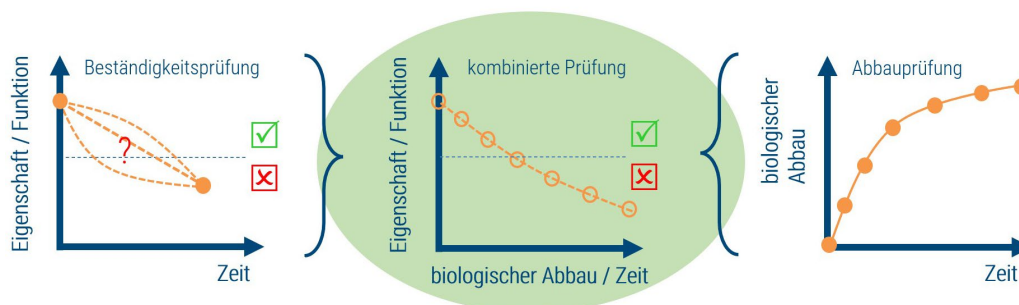 Eigenschaft / Funktion
Beständigkeitsprüfung
?
Zeit
Eigenschaft / Funktion
kombinierte Prüfung
biologischer Abbau / Zeit
biologischer
Abbau
Abbauprüfung
Zeit